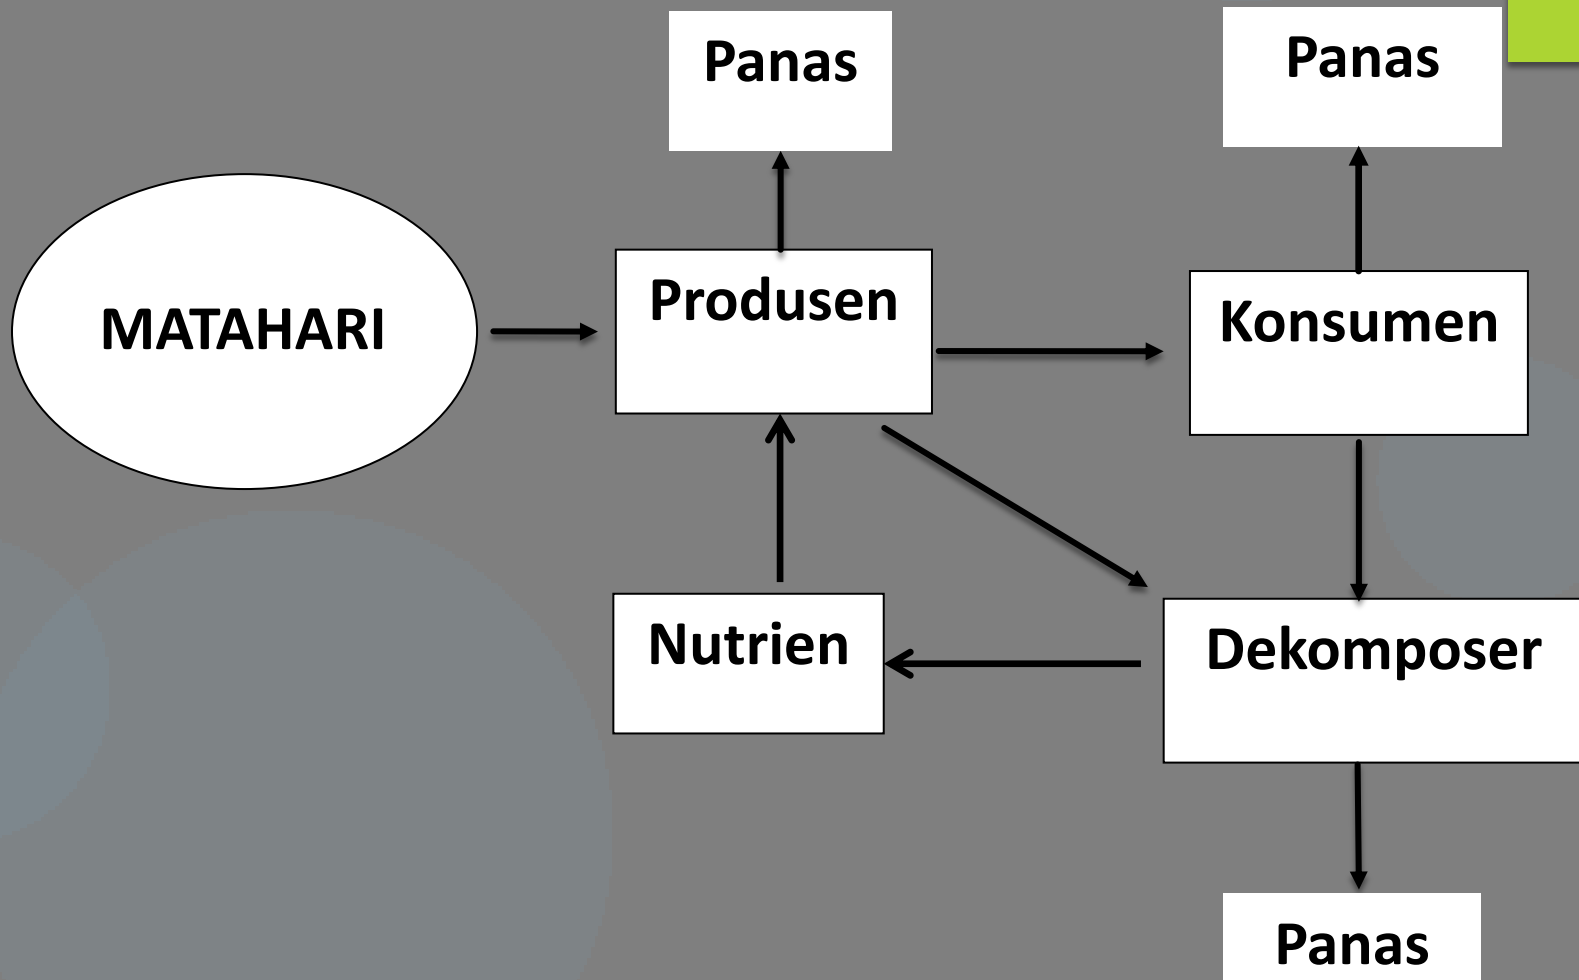 Panas
Panas
MATAHARI
Produsen
Konsumen
Nutrien
Dekomposer
Panas